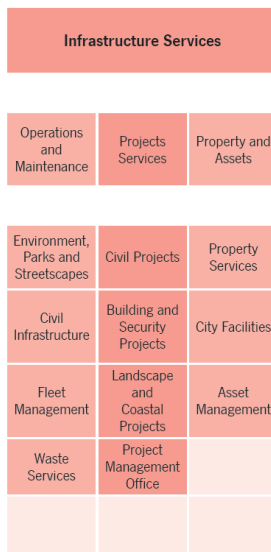 Infrastructure Services
Operations
and
Maintenance
Projects
Services
Property and
Assets
Environment,
Parks and
Streetscapes
Civil Projects
Property
Services
Civil
Infrastructure
Building and
Security
Projects
City Facilities
Fleet
Management
Landscape
and
Coastal
Projects
Asset
Management
Waste
Services
Project
Management
Office